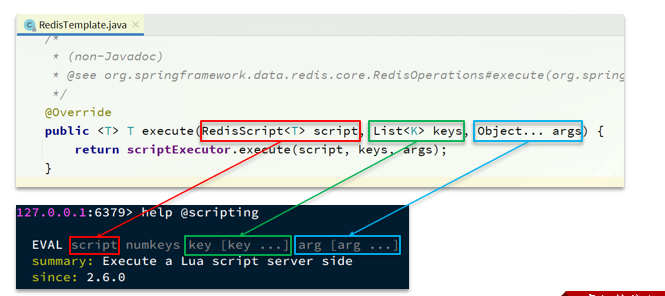 RedisTemplate.java ×
/*
* (non-Javadoc)
* @see org.springframework.data.redis.core.RedisOperations#execute(org.spring
*/
@Override
public <T> T execute(RedisScript<T> script, List<K> keys, Object... args) {
return scriptExecutor.execute(script, keys, args);
}
127.0.0.1:6379> help @scripting
EVAL script numkeys key [key ...] arg [arg ...]
summary: Execute a Lua script server side
since: 2.6.0